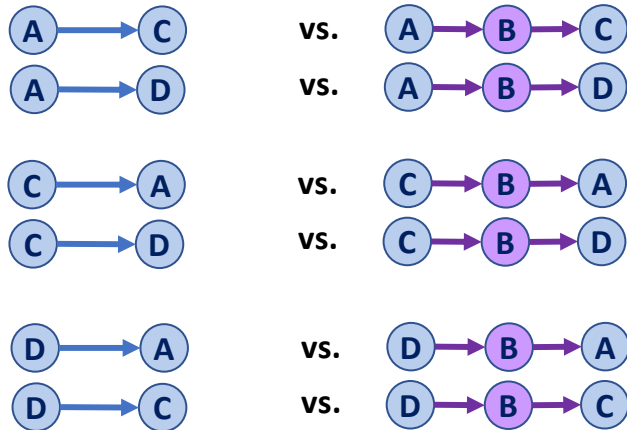 A C vs. A B C
A D vs. A B D
C A vs. C B A
C D vs. C B D
D A vs. D B A
D C vs. D B C